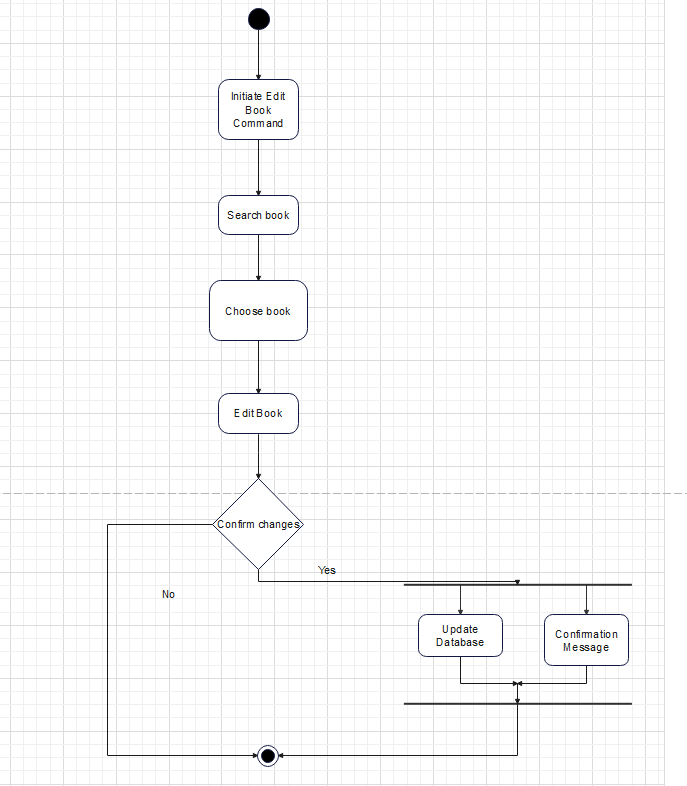 Initiate Edit
Book
Command
Search book
Choose book
Edit Book
Confirm changes
Yes
No
Update
Database
Confirmation
Message